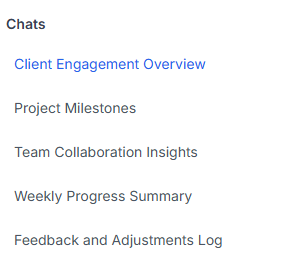 Chats
Client Engagement Overview
Project Milestones
Team Collaboration Insights
Weekly Progress Summary
Feedback and Adjustments Log